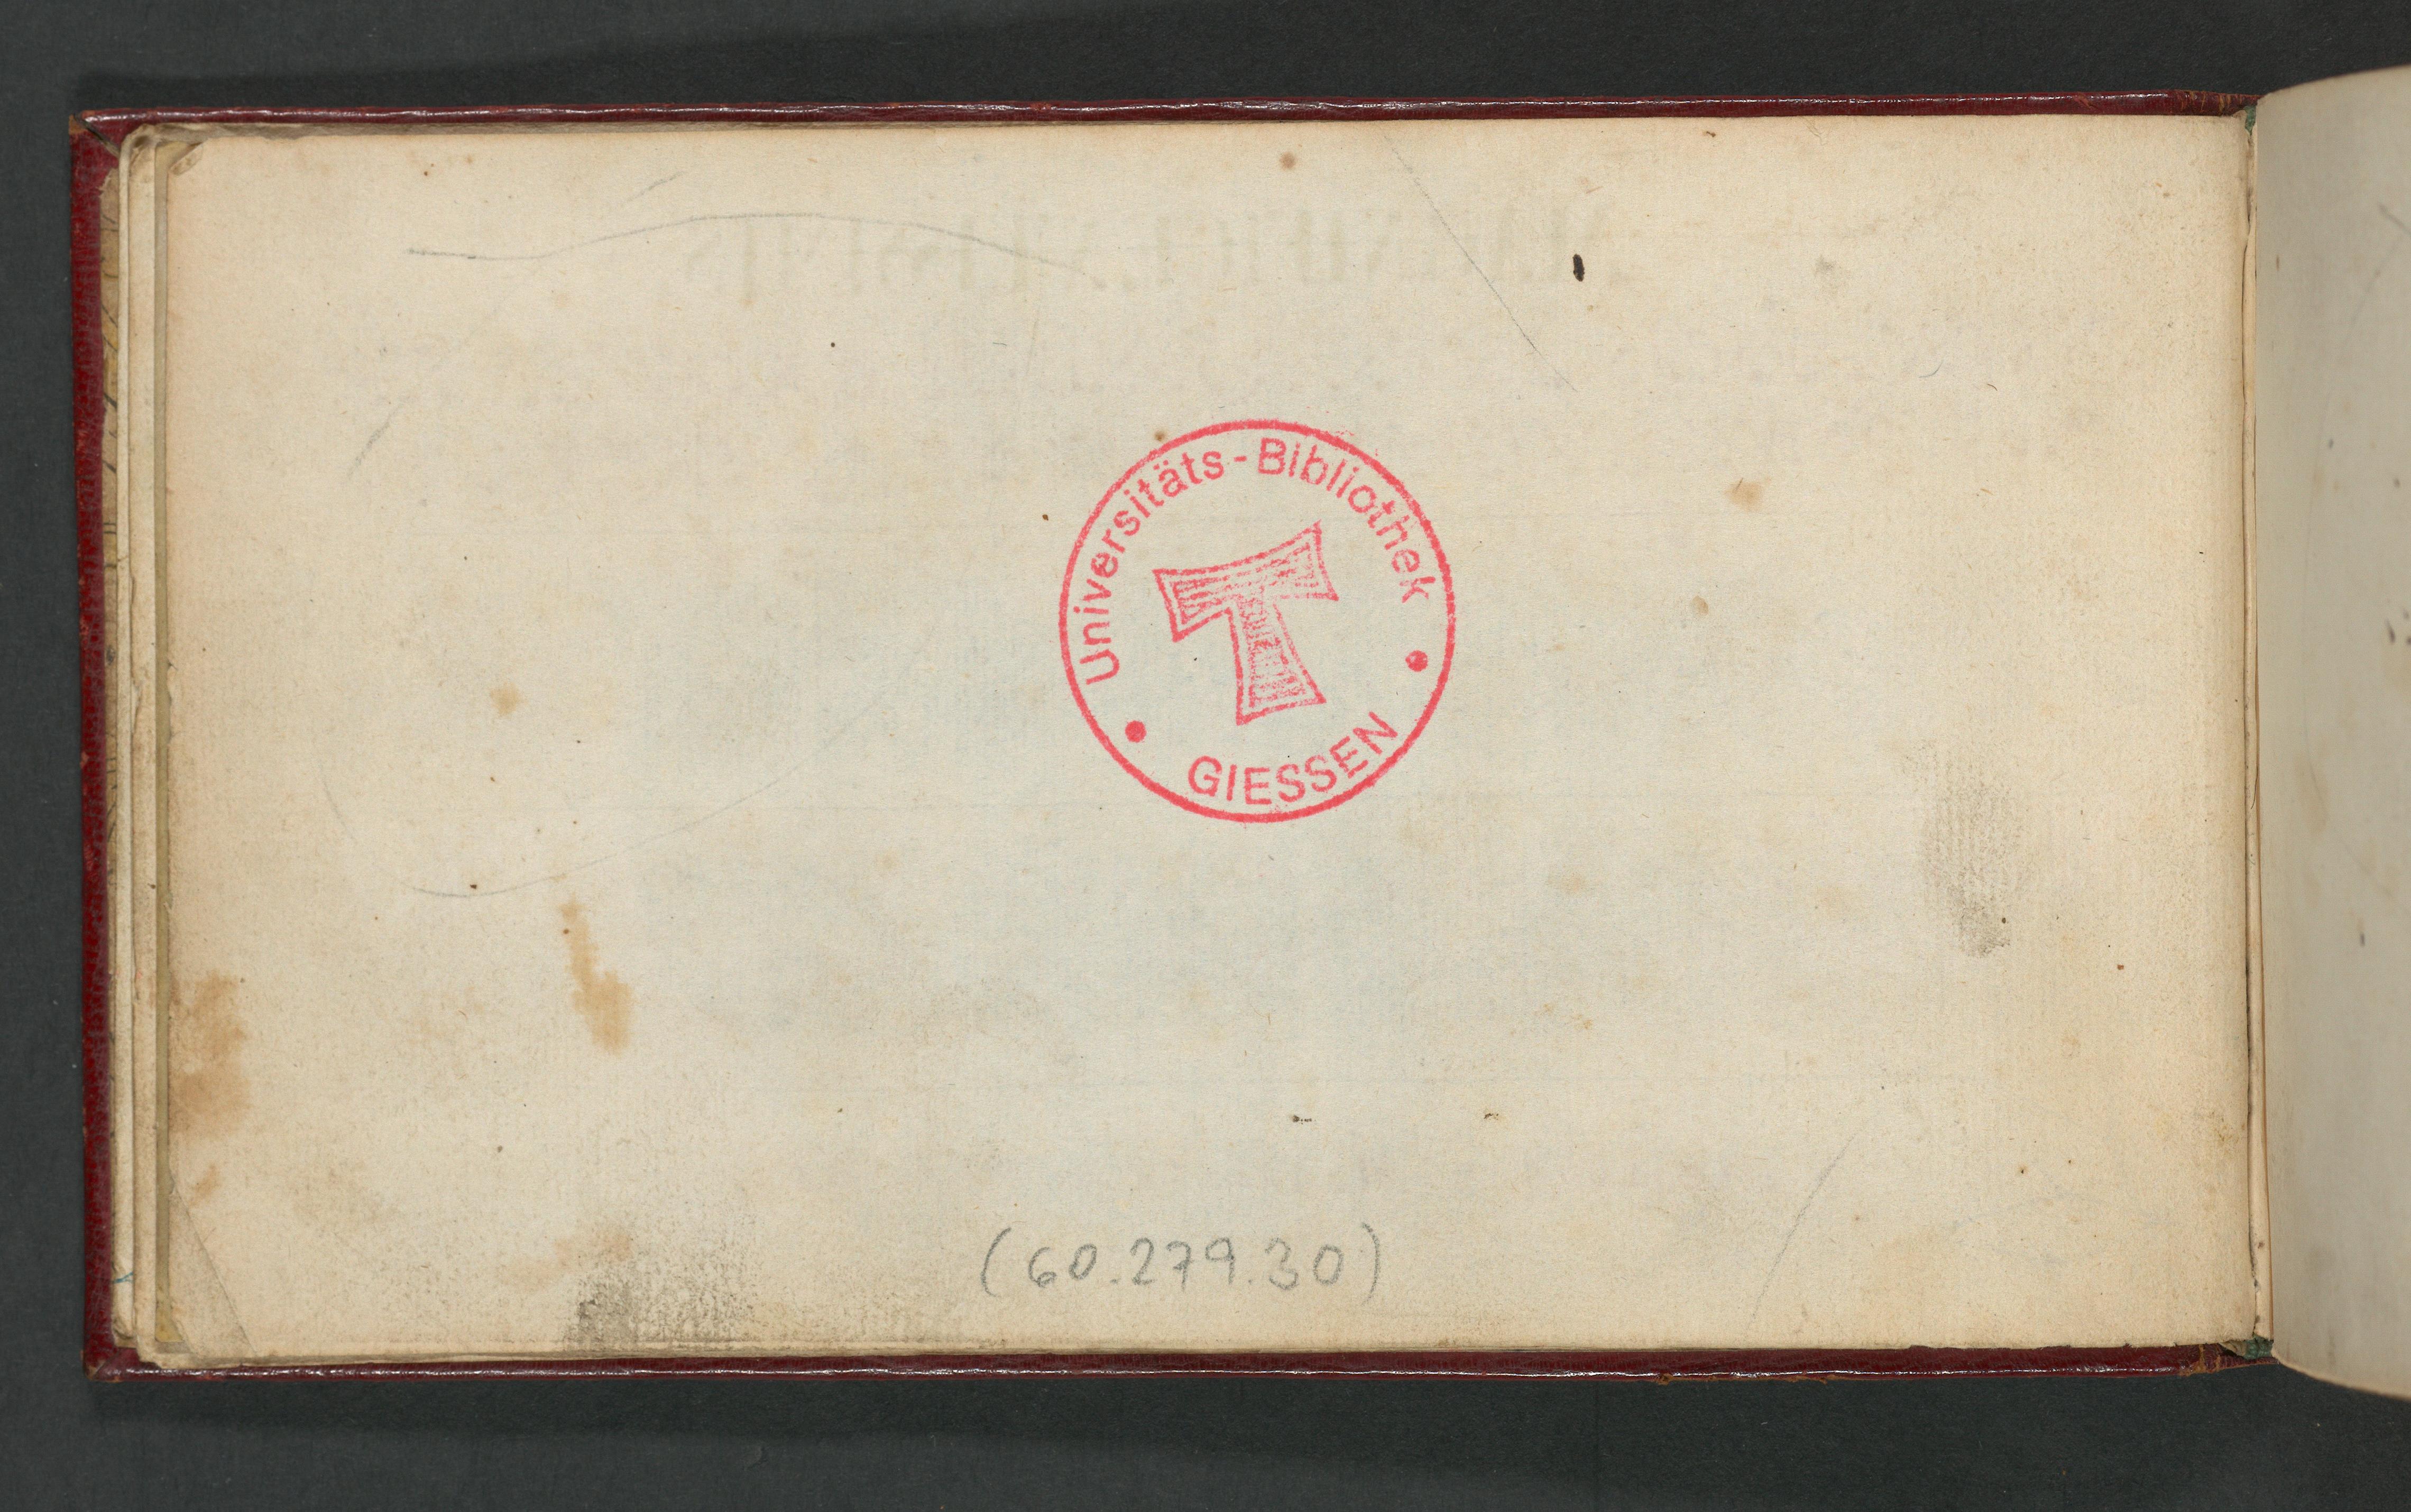 Universitäts-Bibliothek
GIESSEN
(60.279.30)